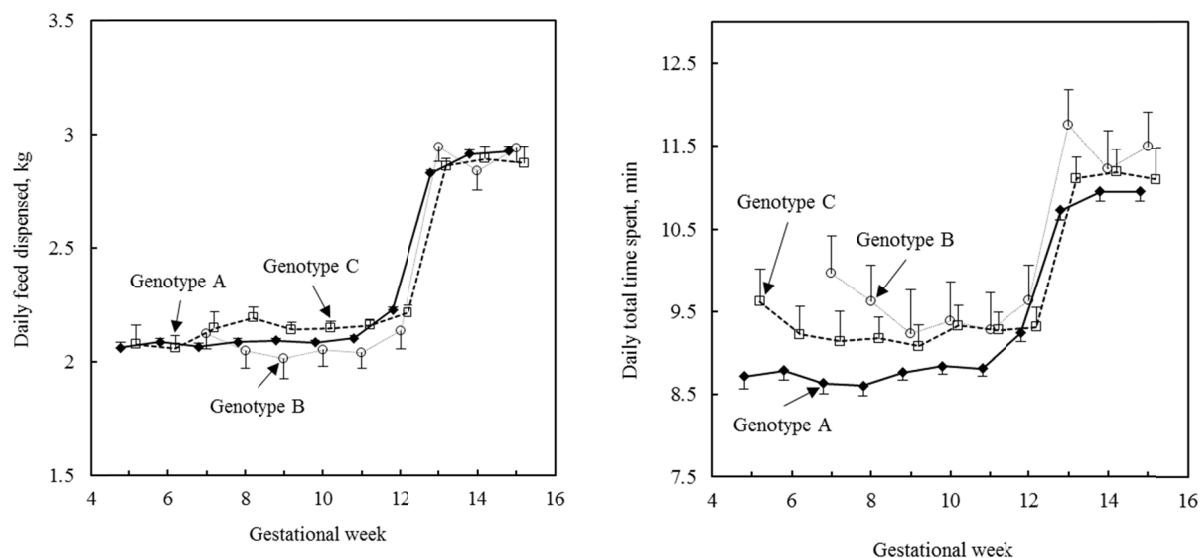 3.5
3
2.5
2
1.5
Daily feed dispensed, kg
Genotype A
Genotype C
Genotype B
4 6 8 10 12 14 16
Gestational week
12.5
11.5
10.5
9.5
8.5
7.5
Daily total time spent, min
Genotype C
Genotype B
Genotype A
4 6 8 10 12 14 16
Gestational week